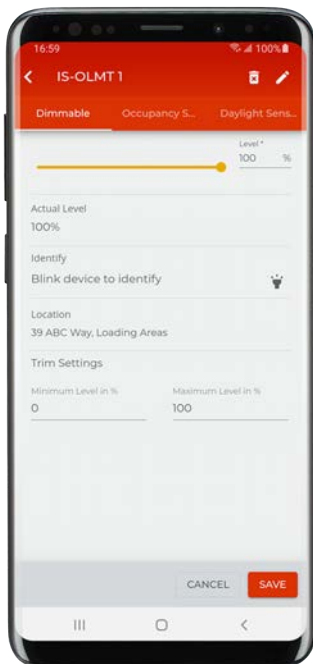 16:59 100%
IS-OLMT 1
Dimmable Occupancy S... Daylight Sens...
Level *
100 %
Actual Level
100%
Identify
Blink device to identify
Location
39 ABC Way, Loading Areas
Trim Settings
Minimum Level in % Maximum Level in %
0 100
CANCEL SAVE